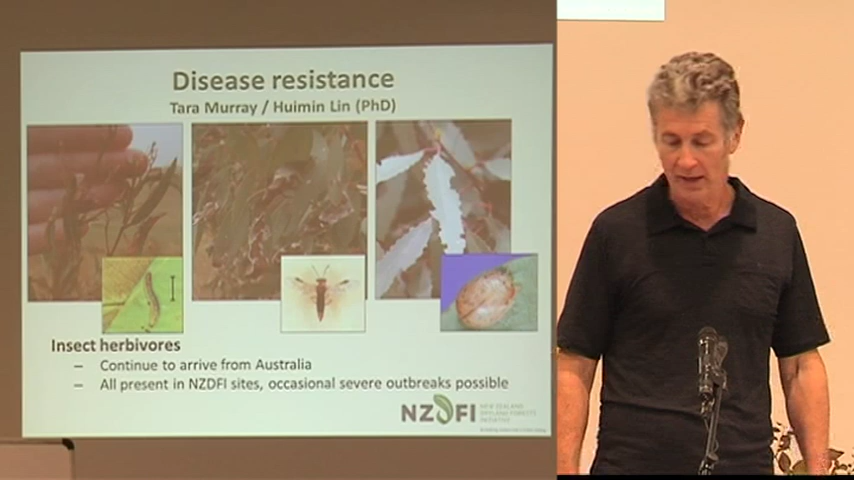 Disease resistance
Tara Murray / Huimin Lin (PhD)
Insect herbivores
– Continue to arrive from Australia
– All present in NZDFI sites, occasional severe outbreaks possible
NZDFI
NEW ZEALAND
DRYLAND FORESTS
INITIATIVE